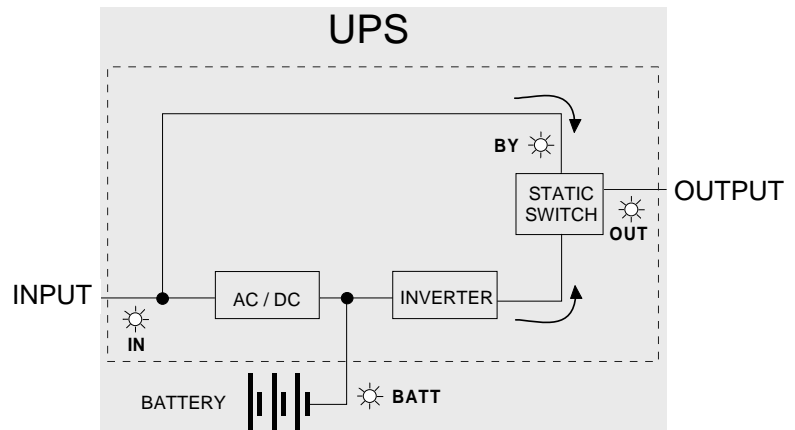 UPS
BY
STATIC
SWITCH
OUTPUT
OUT
INPUT
AC / DC
INVERTER
IN
BATTERY
BATT